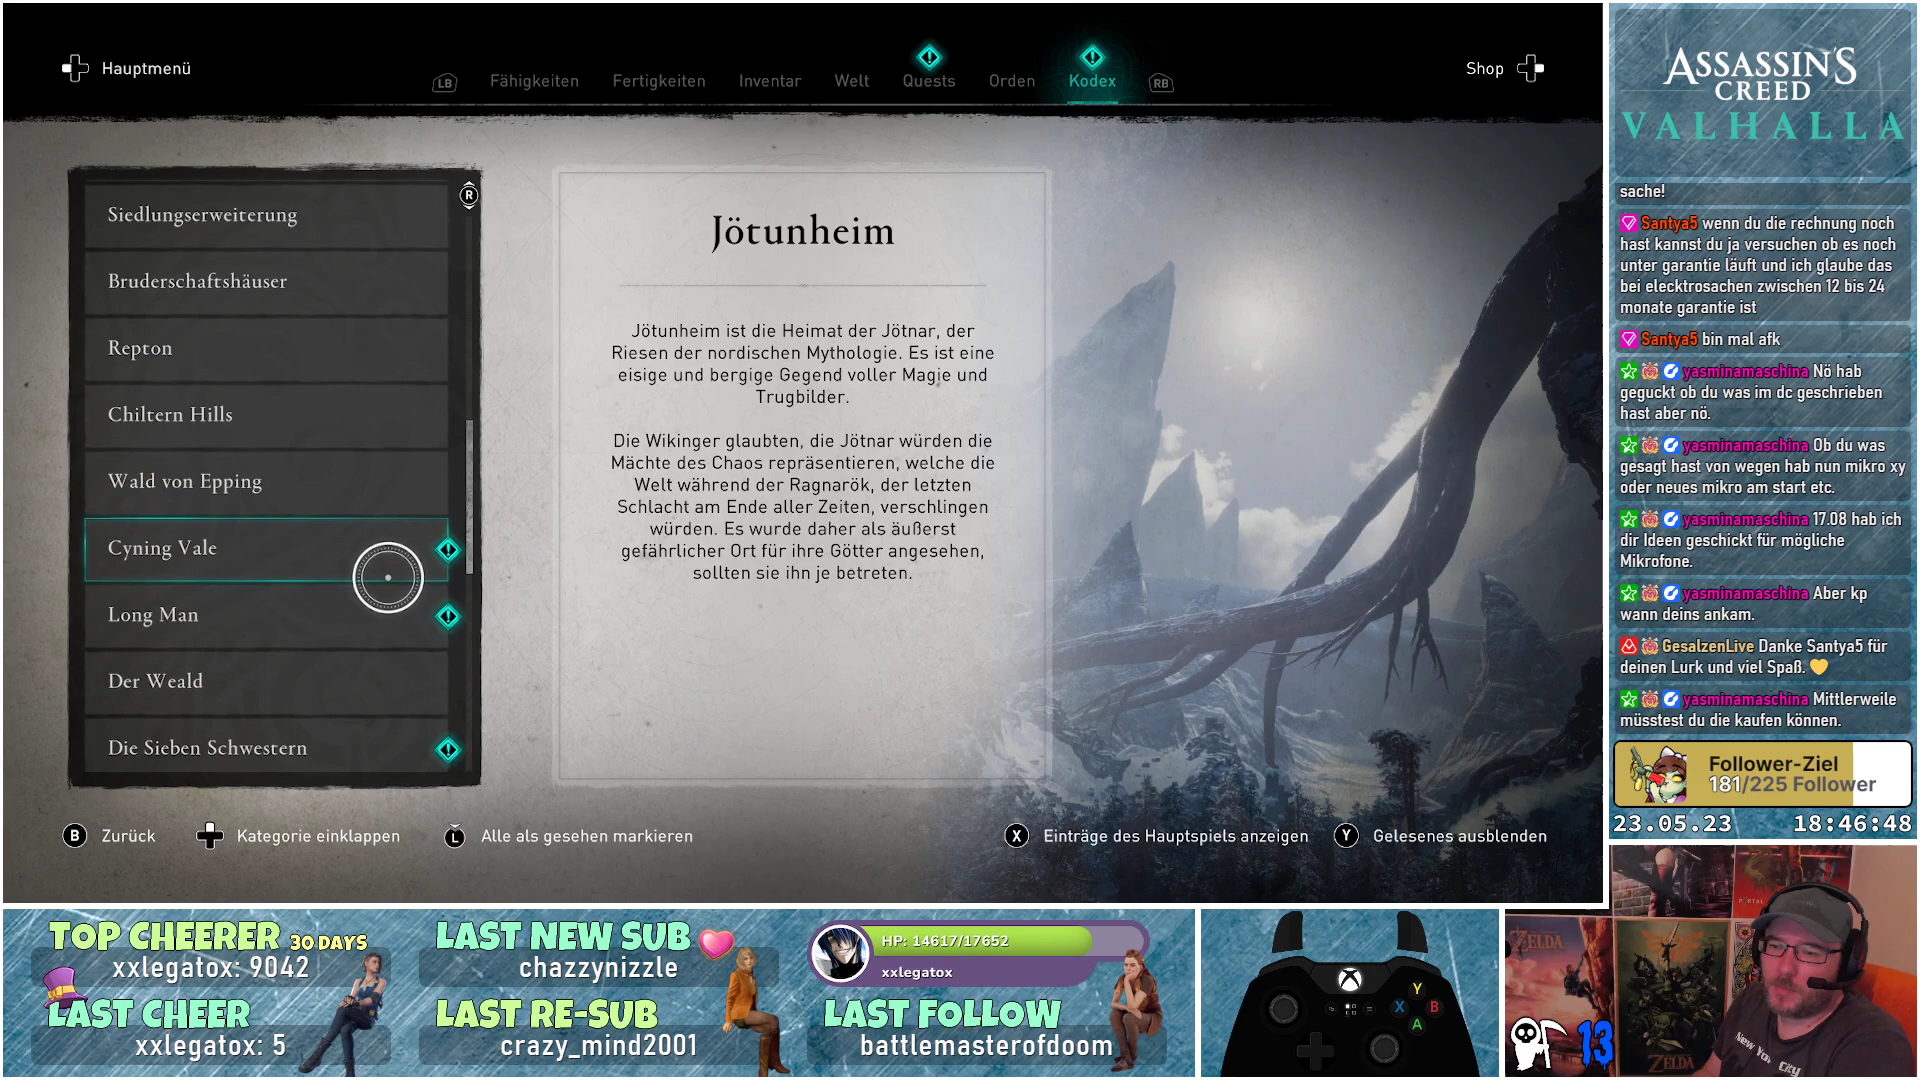 Hauptmenü
LB
Fähigkeiten
Fertigkeiten
Inventar
Welt
Quests
Orden
Kodex
RB
Shop
R
Siedlungserweiterung
Bruderschaftshäuser
Repton
Chiltern Hills
Wald von Epping
Cyning Vale
Long Man
Der Weald
Die Sieben Schwestern
Jötunheim
Jötunheim ist die Heimat der Jötnar, der
Riesen der nordischen Mythologie. Es ist eine
eisige und bergige Gegend voller Magie und
Trugbilder.
Die Wikinger glaubten, die Jötnar würden die
Mächte des Chaos repräsentieren, welche die
Welt während der Ragnarök, der letzten
Schlacht am Ende aller Zeiten, verschlingen
würden. Es wurde daher als äußerst
gefährlicher Ort für ihre Götter angesehen,
sollten sie ihn je betreten.
B Zurück
Kategorie einklappen
L Alle als gesehen markieren
X Einträge des Hauptspiels anzeigen
Y Gelesenes ausblenden
ASSASSIN'S
CREED
VALHALLA
sache!
Santya5 wenn du die rechnung noch
hast kannst du ja versuchen ob es noch
unter garantie läuft und ich glaube das
bei elecktrosachen zwischen 12 bis 24
monate garantie ist
Santya5 bin mal afk
yasminamaschina Nö hab
geguckt ob du was im dc geschrieben
hast aber nö.
yasminamaschina Ob du was
gesagt hast von wegen hab nun mikro xy
oder neues mikro am start etc.
yasminamaschina 17.08 hab ich
dir Ideen geschickt für mögliche
Mikrofone.
yasminamaschina Aber kp
wann deins ankam.
GesalzenLive Danke Santya5 für
deinen Lurk und viel Spaß.
yasminamaschina Mittlerweile
müsstest du die kaufen können.
Follower-Ziel
181/225 Follower
23.05.23 18:46:48
TOP CHEERER 30 DAYS
xxlegatox: 9042
LAST CHEER
xxlegatox: 5
LAST NEW SUB
chazzynizzle
LAST RE-SUB
crazy_mind2001
HP: 14617/17652
xxlegatox
LAST FOLLOW
battlemasterofdoom
Y
X
B
A
13
ZELDA
ZELDA
PORTAL
New York
City